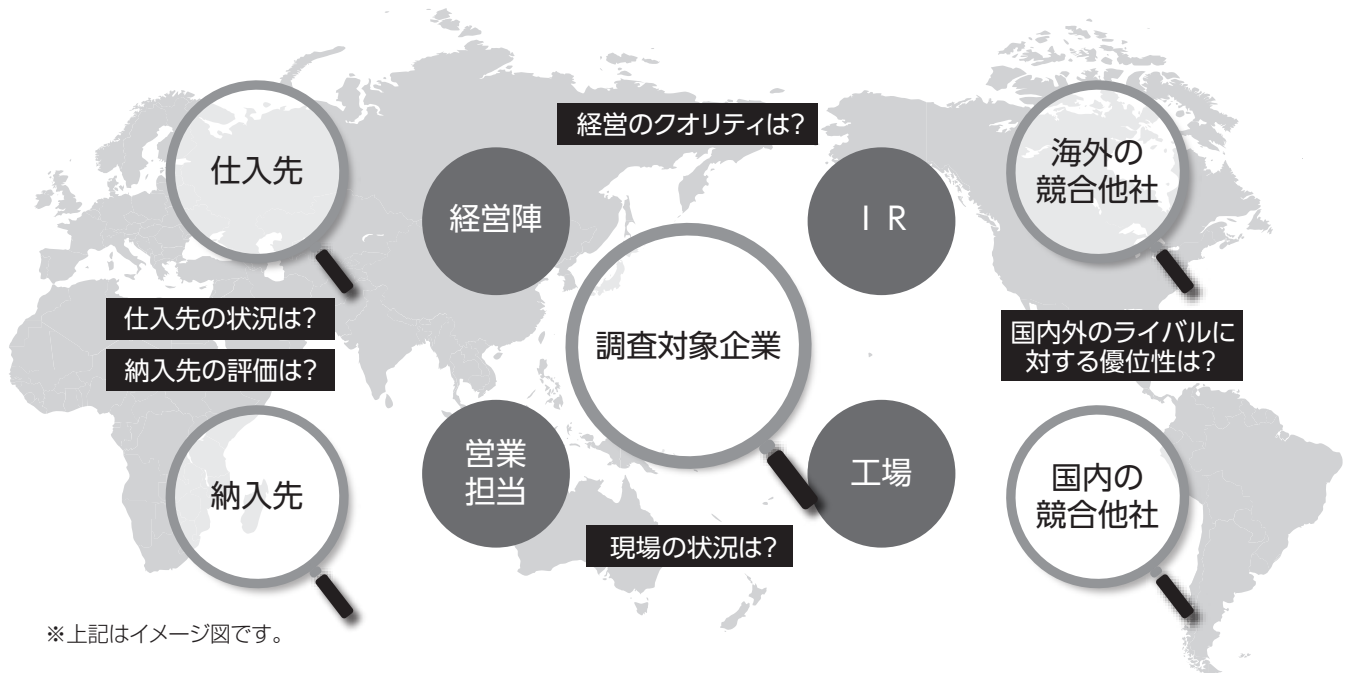 経営のクオリティは？
仕入先
経営陣
ＩＲ
海外の
競合他社
調査対象企業
仕入先の状況は？
納入先の評価は？
国内外のライバルに
対する優位性は？
納入先
営業
担当
工場
国内の
競合他社
現場の状況は？
※上記はイメージ図です。